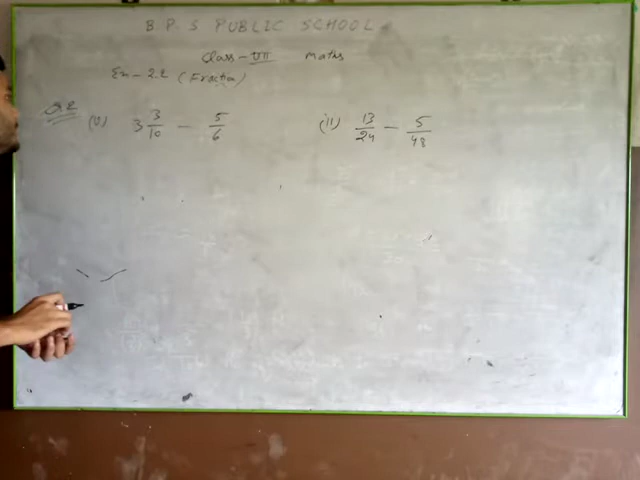 B.P.S PUBLIC SCHOOL
Class - VII Maths
Ex - 2.2 (Fraction)
Q.2 (i) 3 3/10 - 5/6 (ii) 13/24 - 5/48